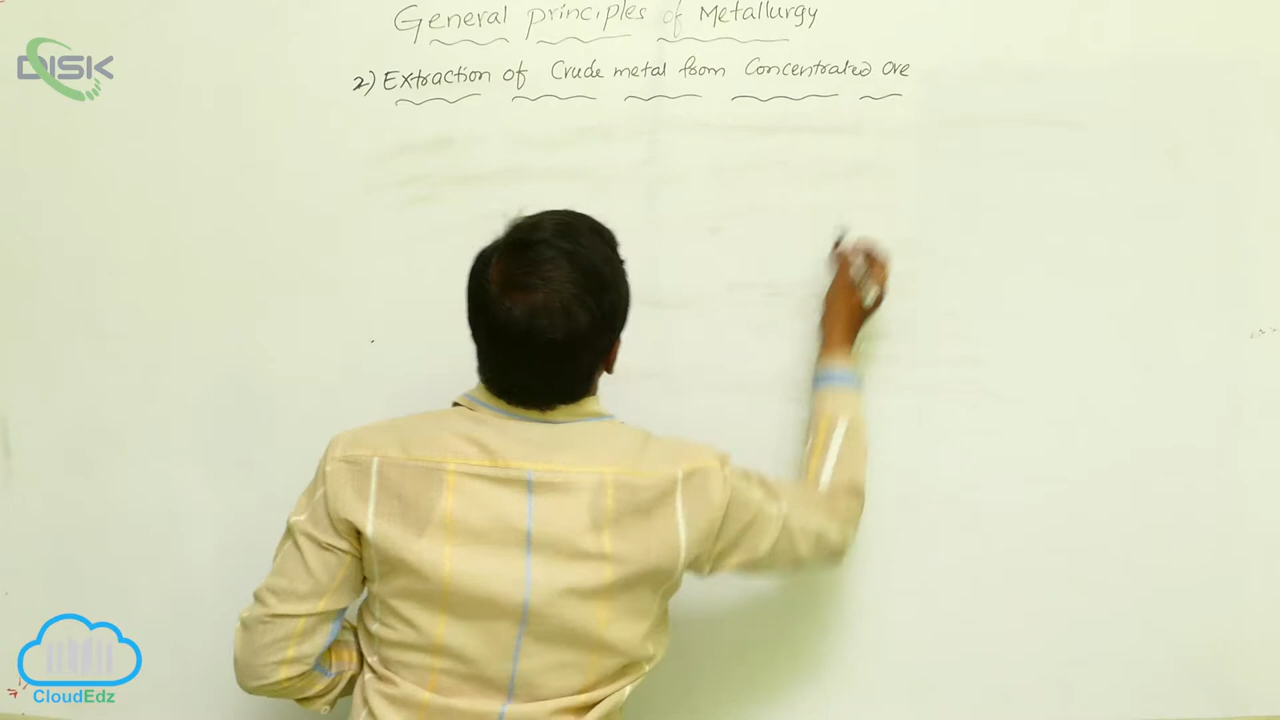 General principles of Metallurgy
2) Extraction of Crude metal from Concentrated ore
DISK
CloudEdz